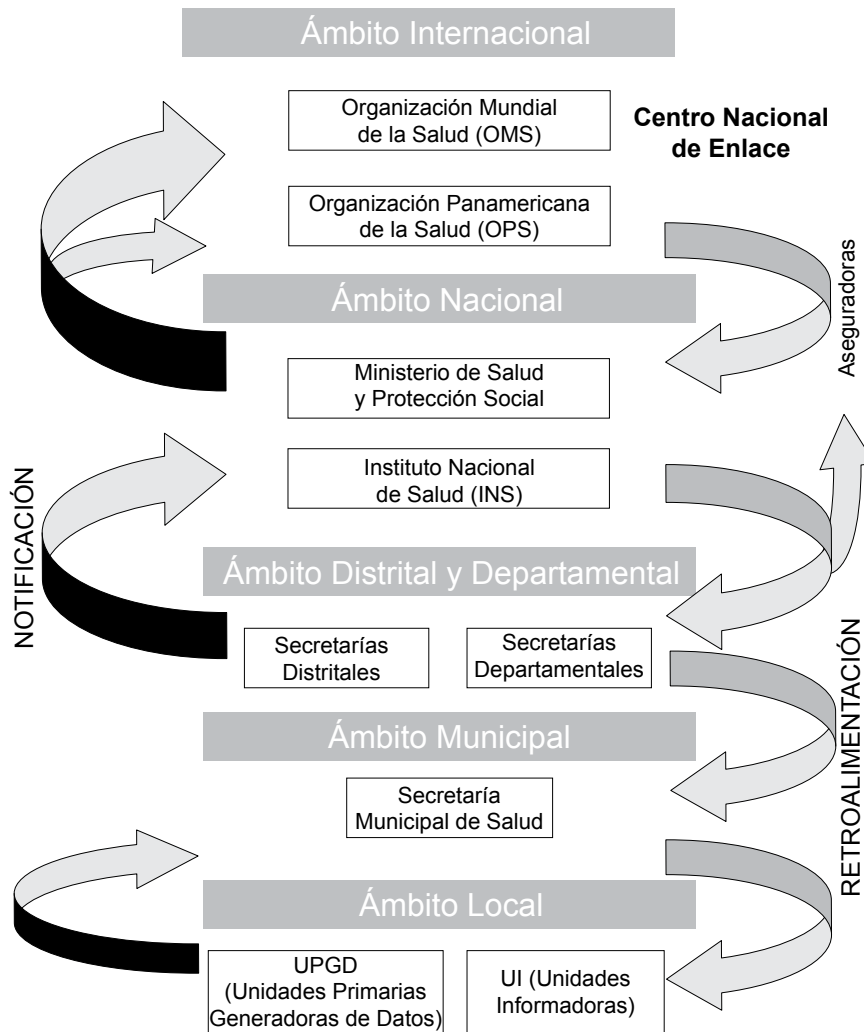 Ámbito Internacional
Organización Mundial
de la Salud (OMS)
Centro Nacional
de Enlace
Organización Panamericana
de la Salud (OPS)
Aseguradoras
Ámbito Nacional
Ministerio de Salud
y Protección Social
NOTIFICACIÓN
Instituto Nacional
de Salud (INS)
Ámbito Distrital y Departamental
Secretarías
Distritales
Secretarías
Departamentales
RETROALIMENTACIÓN
Ámbito Municipal
Secretaría
Municipal de Salud
Ámbito Local
UPGD
(Unidades Primarias
Generadoras de Datos)
UI (Unidades
Informadoras)